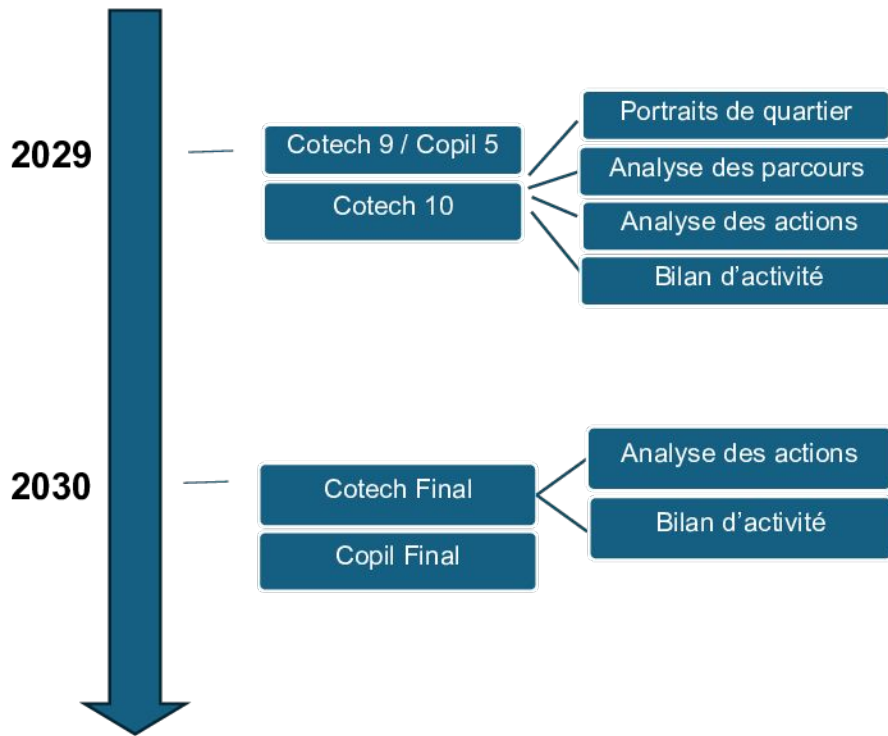 2029
Cotech 9 / Copil 5
Cotech 10
Portraits de quartier
Analyse des parcours
Analyse des actions
Bilan d’activité
2030
Cotech Final
Copil Final
Analyse des actions
Bilan d’activité